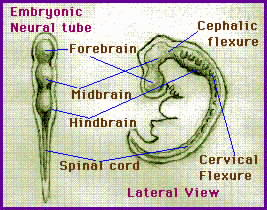 Embryonic
Neural tube
Cephalic
flexure
Forebrain
Midbrain
Hindbrain
Spinal cord
Cervical
Flexure
Lateral View